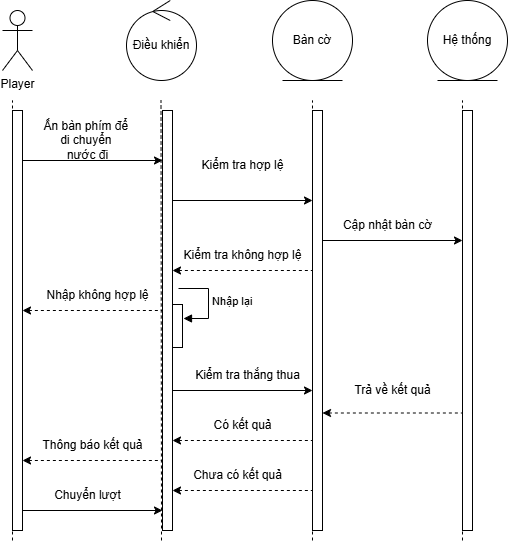 Player
Điều khiển
Bàn cờ
Hệ thống
Ấn bàn phím để
di chuyển
nước đi
Kiểm tra hợp lệ
Cập nhật bàn cờ
Kiểm tra không hợp lệ
Nhập không hợp lệ
Nhập lại
Kiểm tra thắng thua
Trả về kết quả
Có kết quả
Thông báo kết quả
Chưa có kết quả
Chuyển lượt